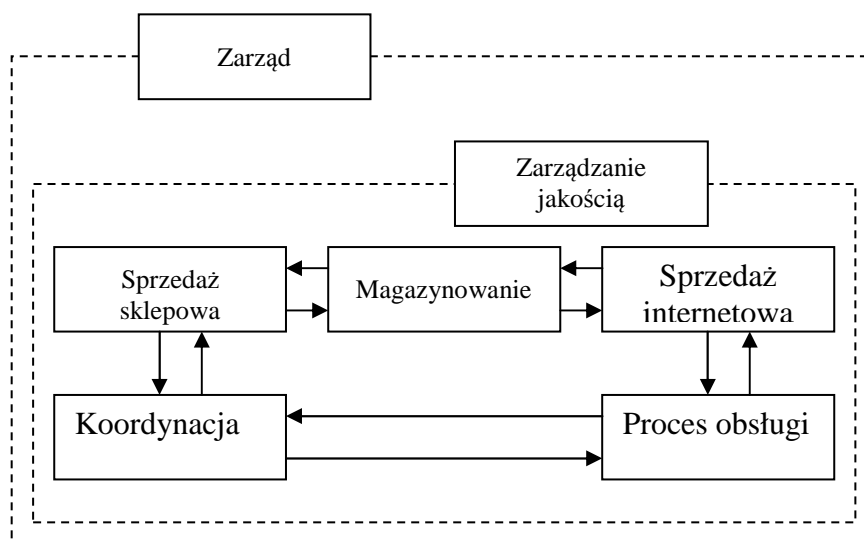 Zarząd
Zarządzanie
jakością
Sprzedaż
sklepowa
Magazynowanie
Sprzedaż
internetowa
Koordynacja
Proces obsługi